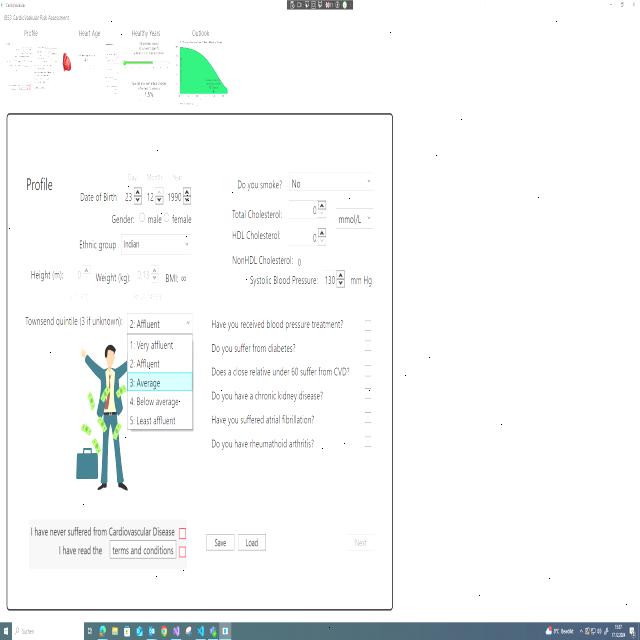 CardioVascular
JBS3 CardioVascular Risk Assessment
Profile
Heart Age
Healthy Years
Outlook
Profile
Day Month Year
Date of Birth 23 12 1990
Gender: male female
Ethnic group Indian
Height (m): 0 Weight (kg): BMI: ∞
Townsend quintile (3 if unknown): 2: Affluent
1: Very affluent
2: Affluent
3: Average
4: Below average
5: Least affluent
Do you smoke? No
Total Cholesterol: 0
mmol/L
HDL Cholesterol: 0
NonHDL Cholesterol: 0
Systolic Blood Pressure: 130 mm Hg
Have you received blood pressure treatment?
Do you suffer from diabetes?
Does a close relative under 60 suffer from CVD?
Do you have a chronic kidney disease?
Have you suffered atrial fibrillation?
Do you have rheumathoid arthritis?
I have never suffered from Cardiovascular Disease
I have read the terms and conditions
Save Load Next
Suchen